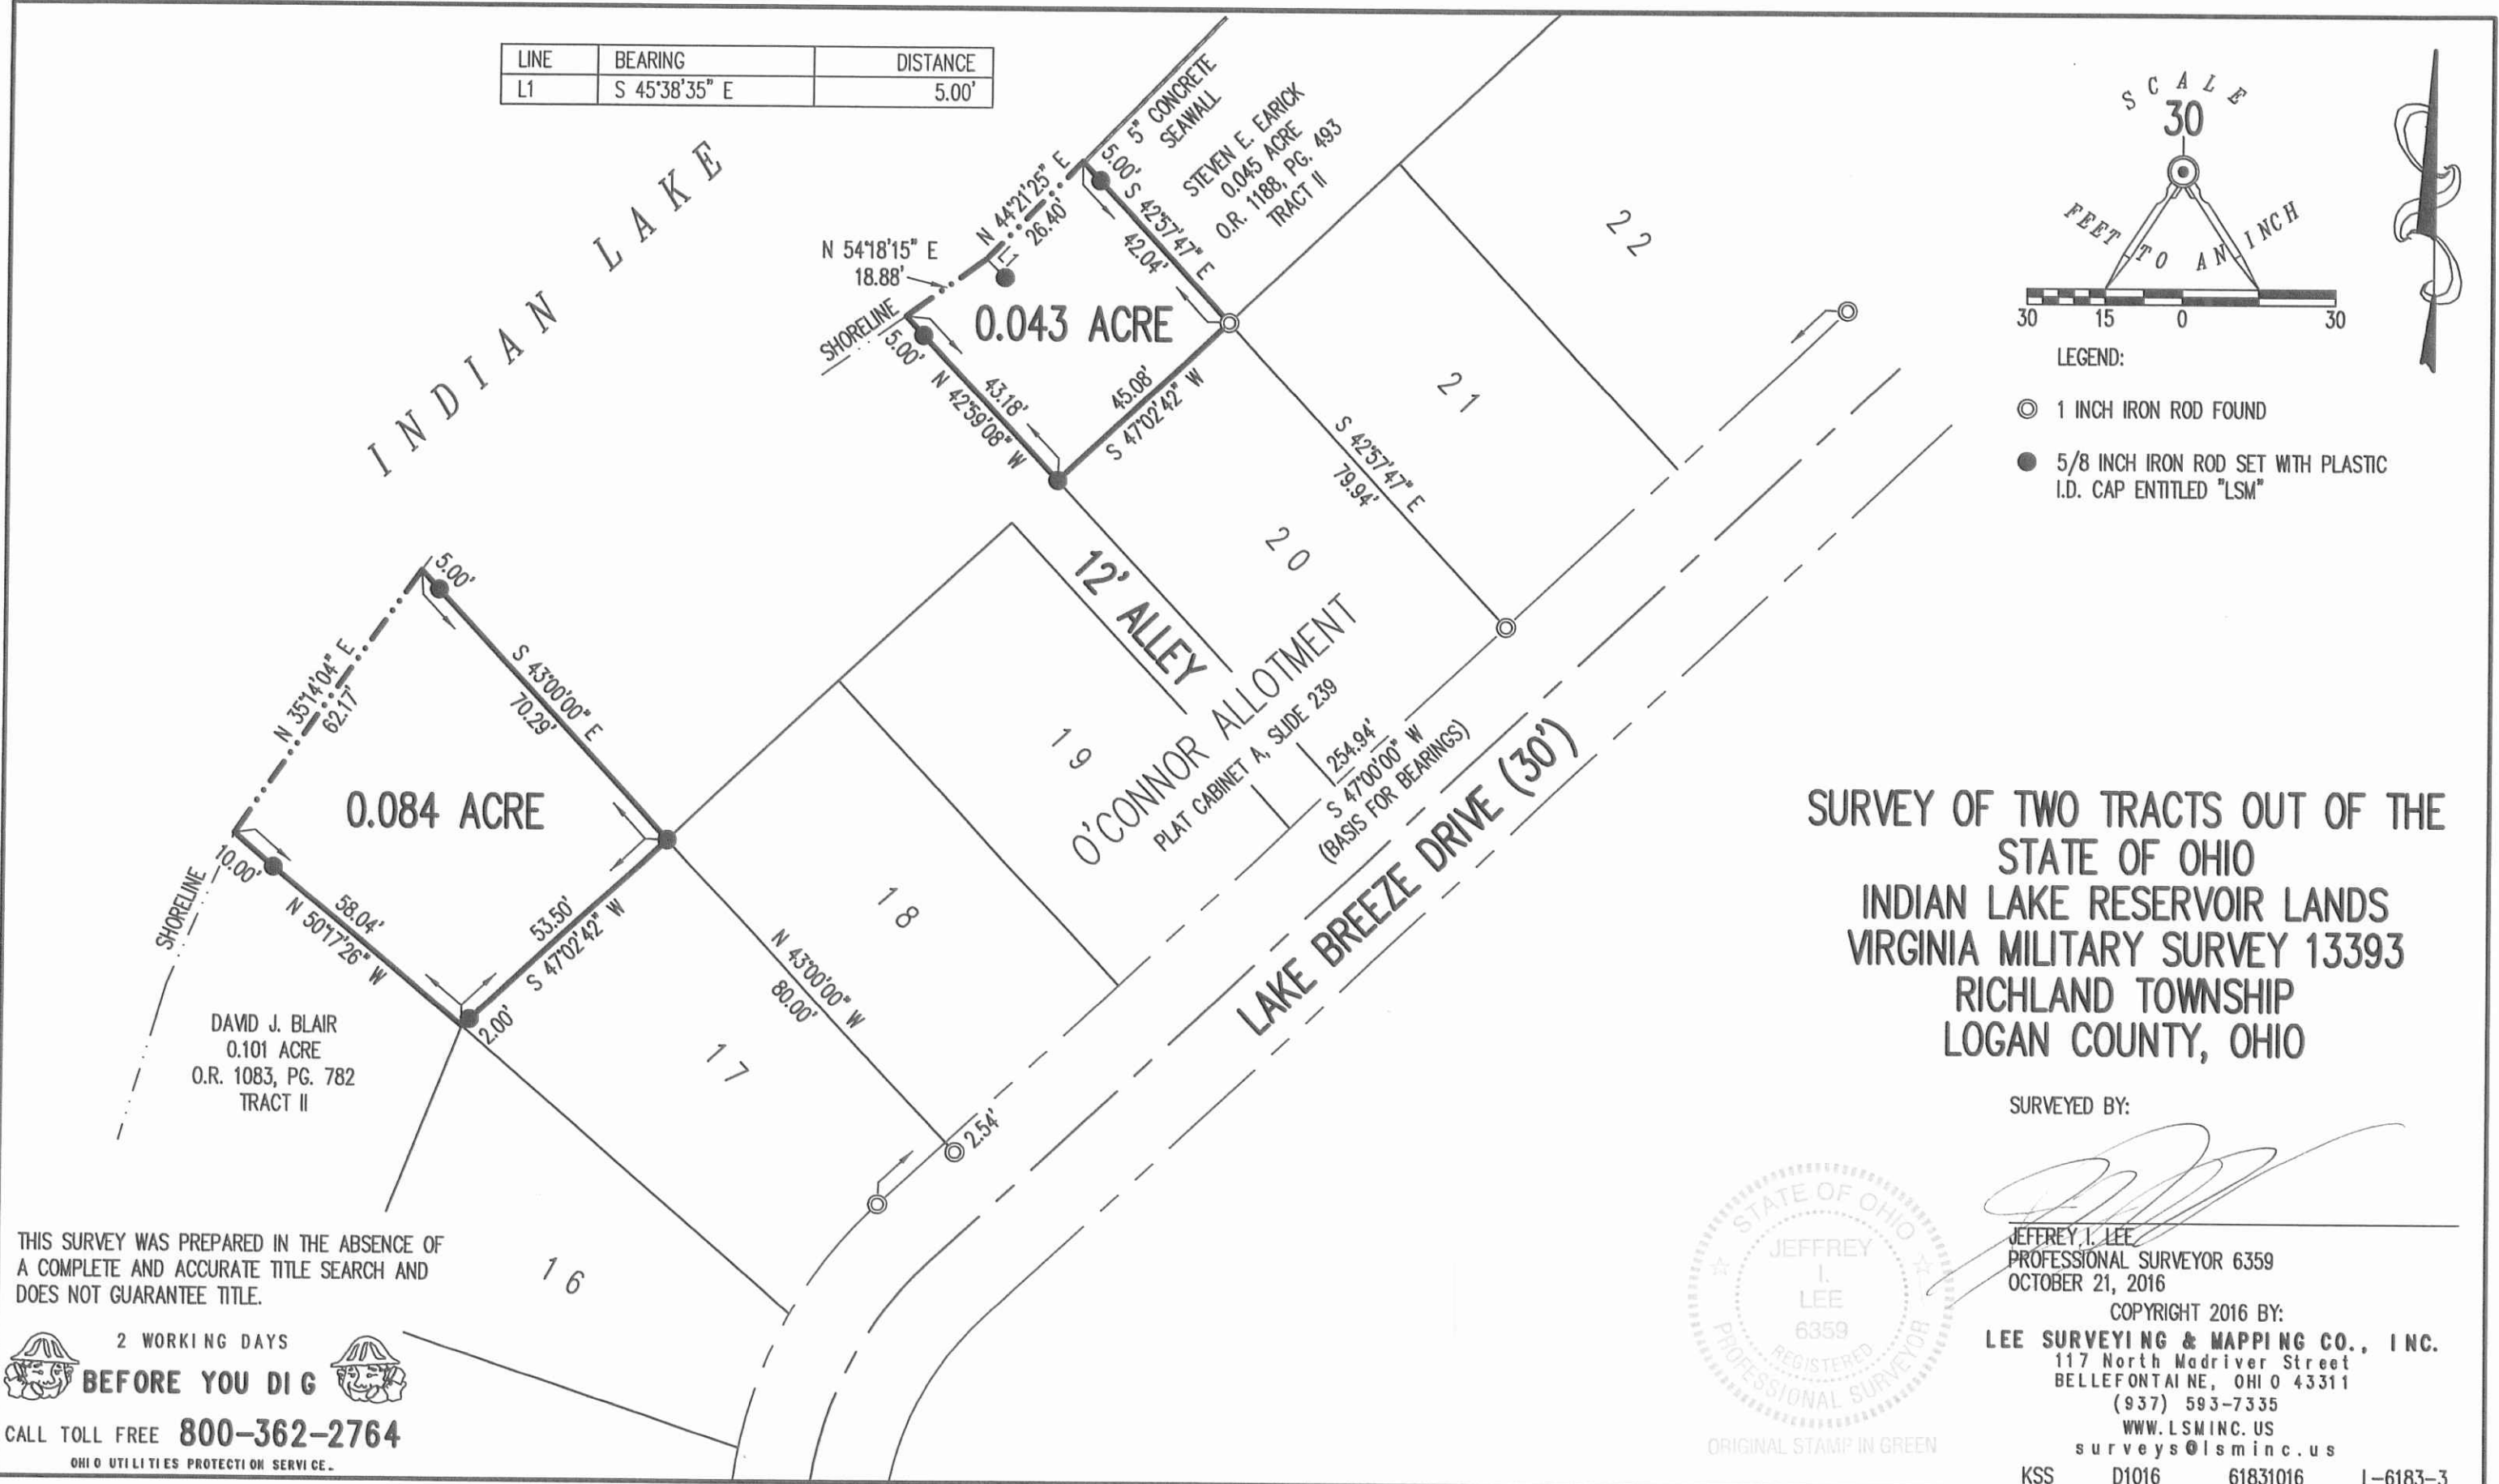 LINE BEARING DISTANCE
L1 S 45°38'35" E 5.00'
INDIAN LAKE
5" CONCRETE
SEAWALL
STEVEN E. EARICK
0.045 ACRE
O.R. 1188, PG. 493
TRACT II
N 44°21'25" E
26.40'
5.00'
S 42°57'47" E
42.04'
N 54°18'15" E
18.88'
L1
SHORELINE
5.00'
0.043 ACRE
43.18'
N 42°59'08" W
45.08'
S 47°02'42" W
22
21
S 42°57'47" E
79.94'
20
12' ALLEY
5.00'
N 35°14'04" E
62.17'
S 43°00'00" E
70.29'
0.084 ACRE
10.00'
SHORELINE
58.04'
N 50°17'26" W
53.50'
S 47°02'42" W
2.00'
19
O'CONNOR ALLOTMENT
PLAT CABINET A, SLIDE 239
254.94'
S 47°00'00" W
(BASIS FOR BEARINGS)
LAKE BREEZE DRIVE (30')
18
N 43°00'00" W
80.00'
17
2.54'
16
DAVID J. BLAIR
0.101 ACRE
O.R. 1083, PG. 782
TRACT II
THIS SURVEY WAS PREPARED IN THE ABSENCE OF
A COMPLETE AND ACCURATE TITLE SEARCH AND
DOES NOT GUARANTEE TITLE.
2 WORKING DAYS
BEFORE YOU DIG
CALL TOLL FREE 800-362-2764
OHIO UTILITIES PROTECTION SERVICE.
SCALE
30
FEET TO AN INCH
30 15 0 30
LEGEND:
1 INCH IRON ROD FOUND
5/8 INCH IRON ROD SET WITH PLASTIC
I.D. CAP ENTITLED "LSM"
SURVEY OF TWO TRACTS OUT OF THE
STATE OF OHIO
INDIAN LAKE RESERVOIR LANDS
VIRGINIA MILITARY SURVEY 13393
RICHLAND TOWNSHIP
LOGAN COUNTY, OHIO
SURVEYED BY:
JEFFREY I. LEE
PROFESSIONAL SURVEYOR 6359
OCTOBER 21, 2016
COPYRIGHT 2016 BY:
LEE SURVEYING & MAPPING CO., INC.
117 North Madriver Street
BELLEFONTAINE, OHIO 43311
(937) 593-7335
WWW.LSMINC.US
surveys@lsminc.us
KSS D1016 61831016 L-6183-3
STATE OF OHIO
JEFFREY
I.
LEE
6359
REGISTERED
PROFESSIONAL SURVEYOR
ORIGINAL STAMP IN GREEN